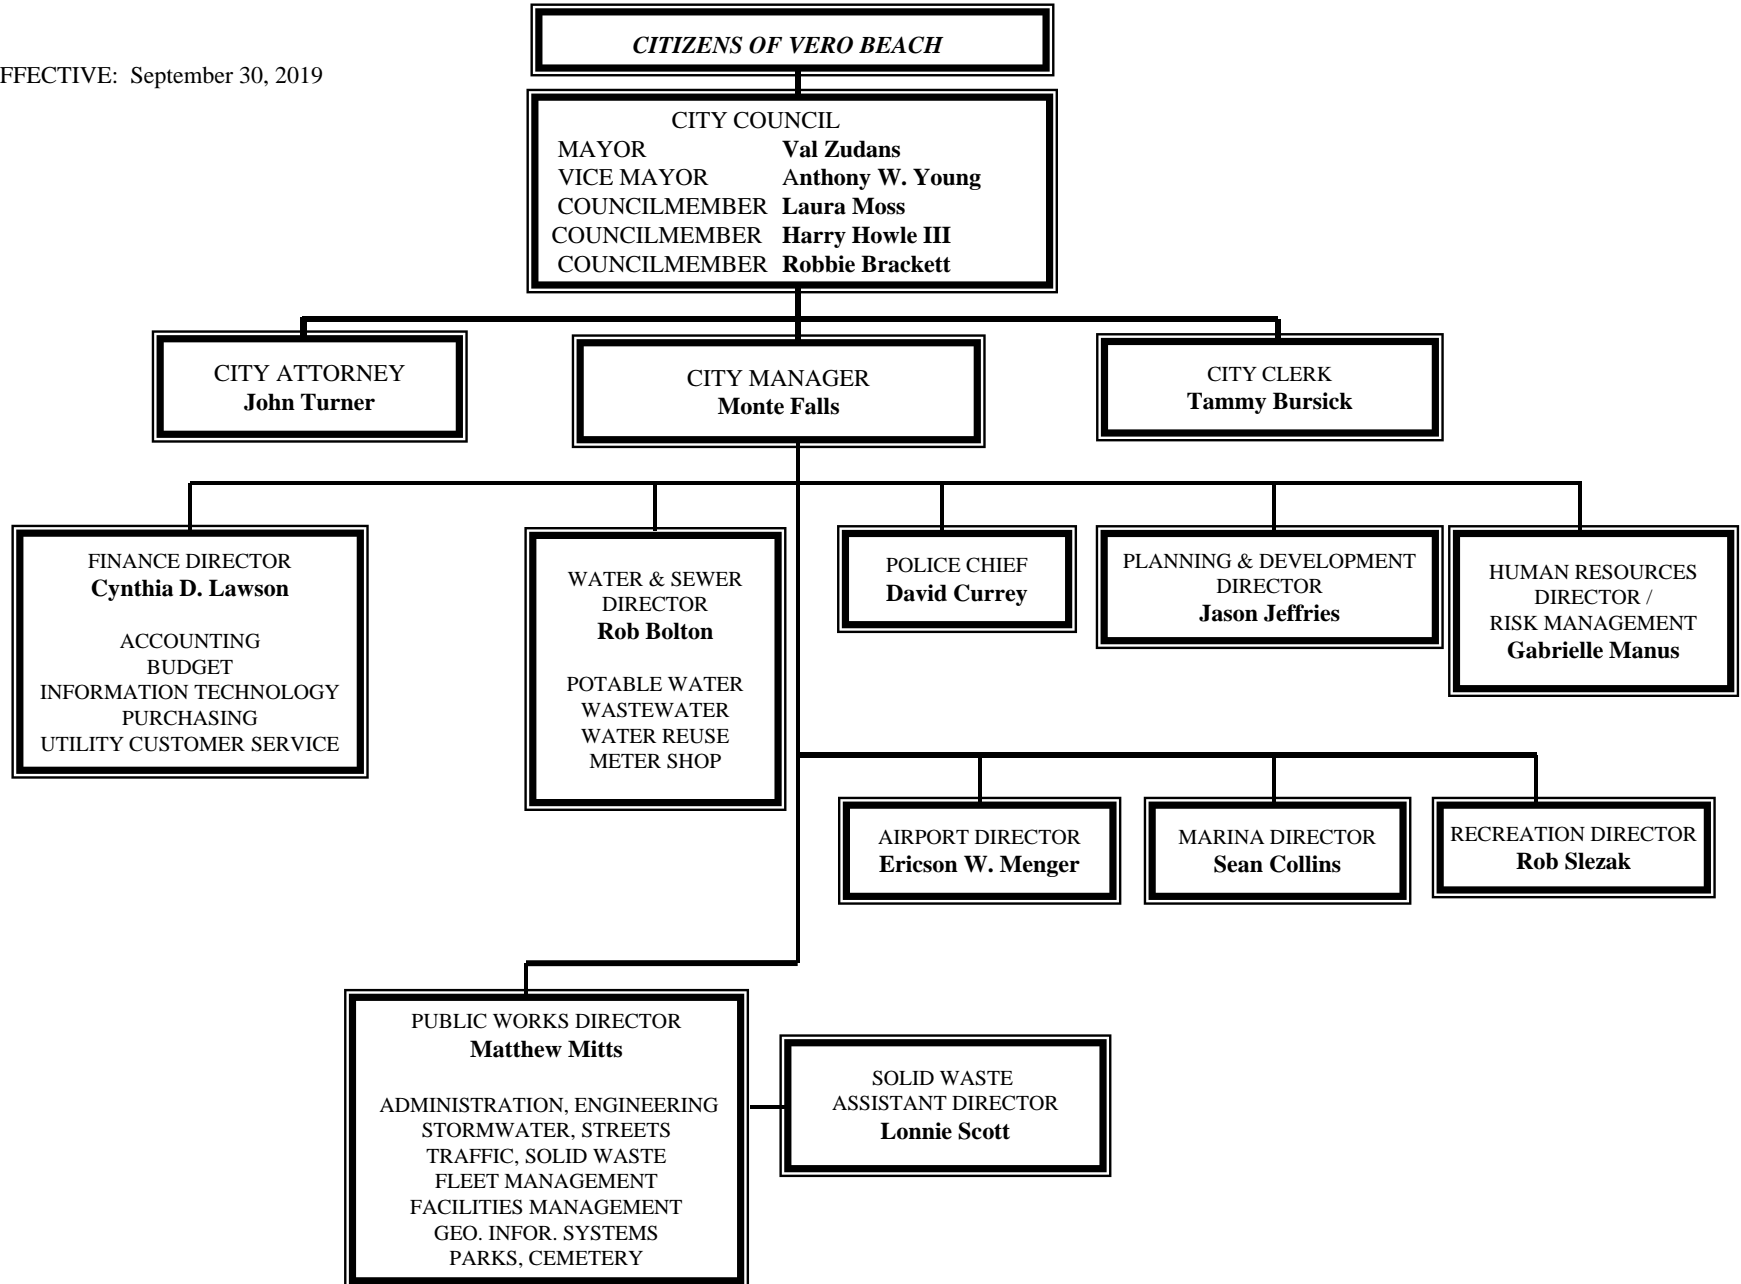 CITIZENS OF VERO BEACH
FFECTIVE: September 30, 2019
CITY COUNCIL
MAYOR Val Zudans
VICE MAYOR Anthony W. Young
COUNCILMEMBER Laura Moss
COUNCILMEMBER Harry Howle III
COUNCILMEMBER Robbie Brackett
CITY ATTORNEY
John Turner
CITY MANAGER
Monte Falls
CITY CLERK
Tammy Bursick
FINANCE DIRECTOR
Cynthia D. Lawson
ACCOUNTING
BUDGET
INFORMATION TECHNOLOGY
PURCHASING
UTILITY CUSTOMER SERVICE
WATER & SEWER
DIRECTOR
Rob Bolton
POTABLE WATER
WASTEWATER
WATER REUSE
METER SHOP
POLICE CHIEF
David Currey
PLANNING & DEVELOPMENT
DIRECTOR
Jason Jeffries
HUMAN RESOURCES
DIRECTOR /
RISK MANAGEMENT
Gabrielle Manus
AIRPORT DIRECTOR
Ericson W. Menger
MARINA DIRECTOR
Sean Collins
RECREATION DIRECTOR
Rob Slezak
PUBLIC WORKS DIRECTOR
Matthew Mitts
ADMINISTRATION, ENGINEERING
STORMWATER, STREETS
TRAFFIC, SOLID WASTE
FLEET MANAGEMENT
FACILITIES MANAGEMENT
GEO. INFOR. SYSTEMS
PARKS, CEMETERY
SOLID WASTE
ASSISTANT DIRECTOR
Lonnie Scott